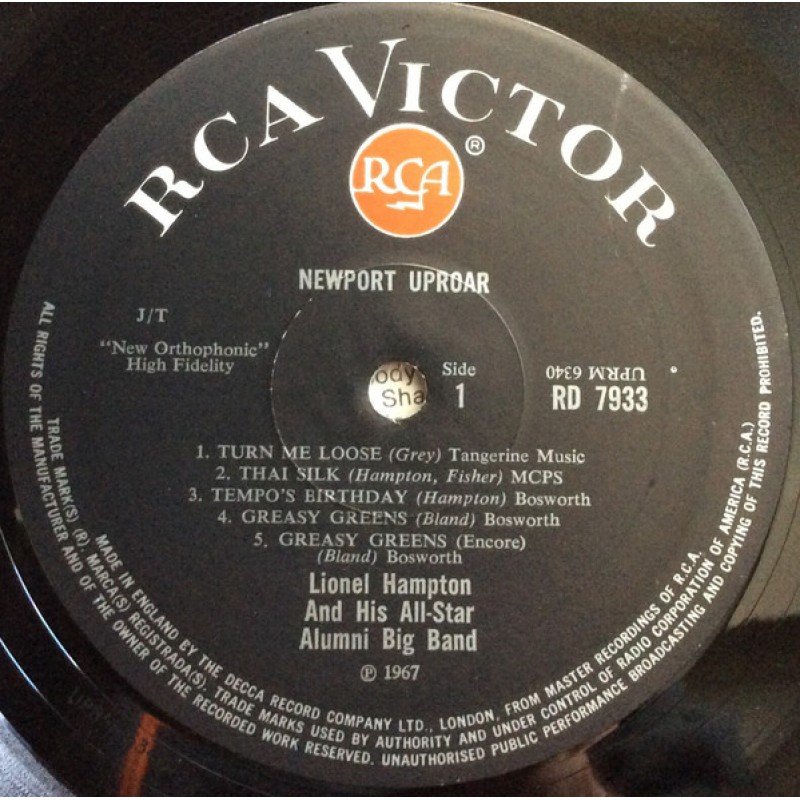 RCA VICTOR
RCA ®
NEWPORT UPROAR
J/T
"New Orthophonic"
High Fidelity
Side
1
UPRM 6340
RD 7933
ody
Sha
1. TURN ME LOOSE (Grey) Tangerine Music
2. THAI SILK (Hampton, Fisher) MCPS
3. TEMPO'S BIRTHDAY (Hampton) Bosworth
4. GREASY GREENS (Bland) Bosworth
5. GREASY GREENS (Encore)
(Bland) Bosworth
Lionel Hampton
And His All-Star
Alumni Big Band
℗ 1967
ALL RIGHTS OF THE MANUFACTURER AND OF THE OWNER OF THE RECORDED WORK RESERVED. UNAUTHORISED PUBLIC PERFORMANCE BROADCASTING AND COPYING OF THIS RECORD PROHIBITED.
TRADE MARK(S) (R). MARCA(S) REGISTRADA(S). TRADE MARKS USED BY AUTHORITY AND UNDER CONTROL OF RADIO CORPORATION OF AMERICA (R.C.A.)
MADE IN ENGLAND BY THE DECCA RECORD COMPANY LTD., LONDON, FROM MASTER RECORDINGS OF R.C.A.